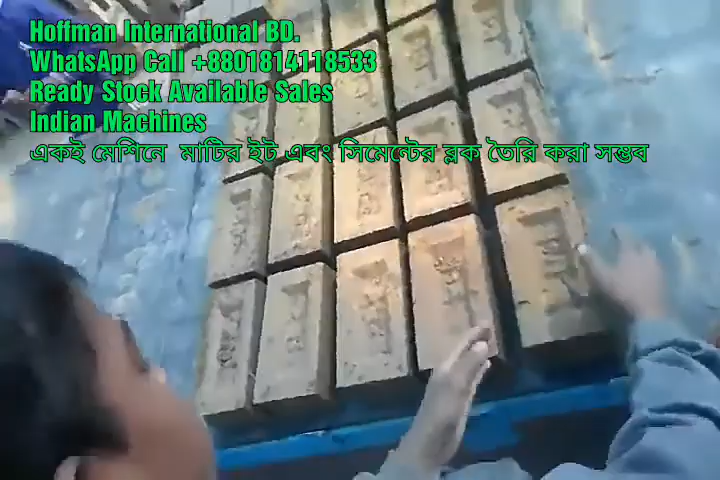 Hoffman International BD.
WhatsApp Call +8801814118533
Ready Stock Available Sales
Indian Machines
একই মেশিনে মাটির ইট এবং সিমেন্টের ব্লক তৈরি করা সম্ভব